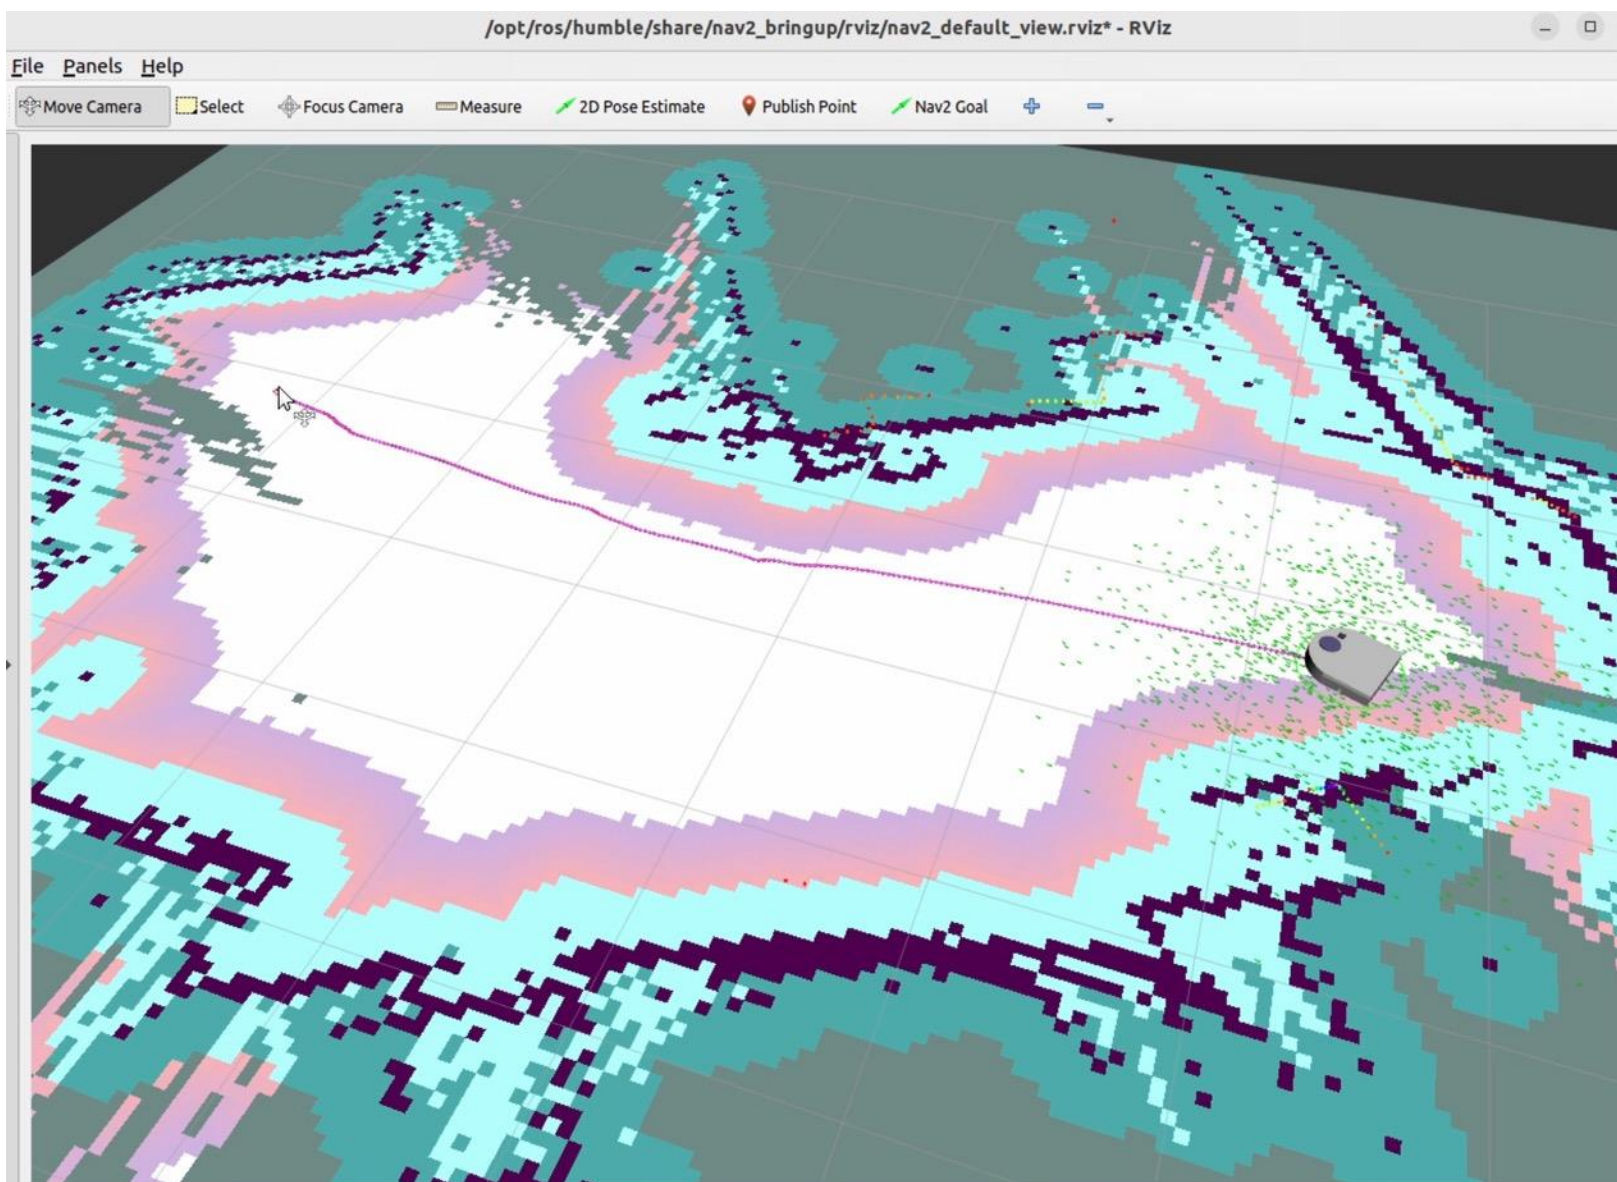 /opt/ros/humble/share/nav2_bringup/rviz/nav2_default_view.rviz* - RViz
File Panels Help
Move Camera Select Focus Camera Measure 2D Pose Estimate Publish Point Nav2 Goal